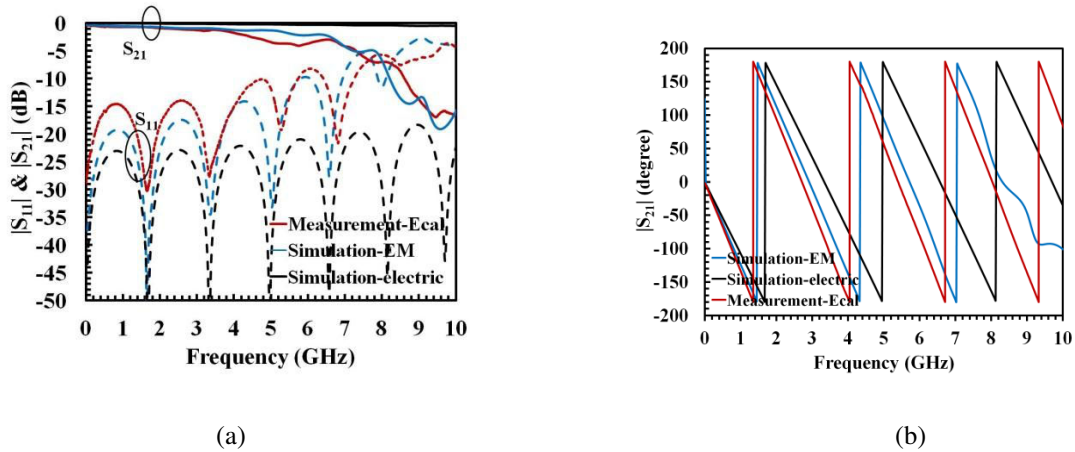 |S11| & |S21| (dB)
0
-5
-10
-15
-20
-25
-30
-35
-40
-45
-50
S21
S11
Measurement-Ecal
Simulation-EM
Simulation-electric
0 1 2 3 4 5 6 7 8 9 10
Frequency (GHz)
(a)
|S21| (degree)
200
150
100
50
0
-50
-100
-150
-200
Simulation-EM
Simulation-electric
Measurement-Ecal
0 1 2 3 4 5 6 7 8 9 10
Frequency (GHz)
(b)